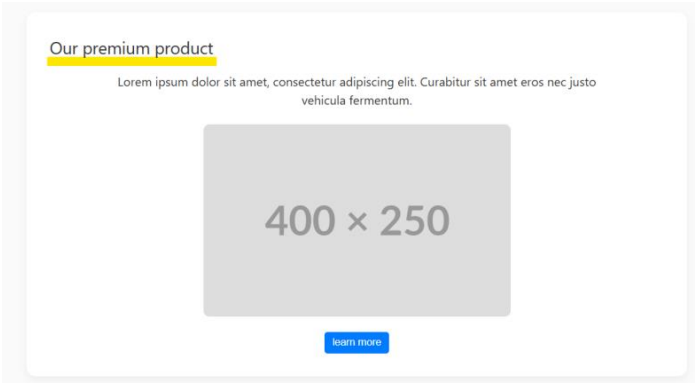 Our premium product
Lorem ipsum dolor sit amet, consectetur adipiscing elit. Curabitur sit amet eros nec justo
vehicula fermentum.
400 × 250
learn more